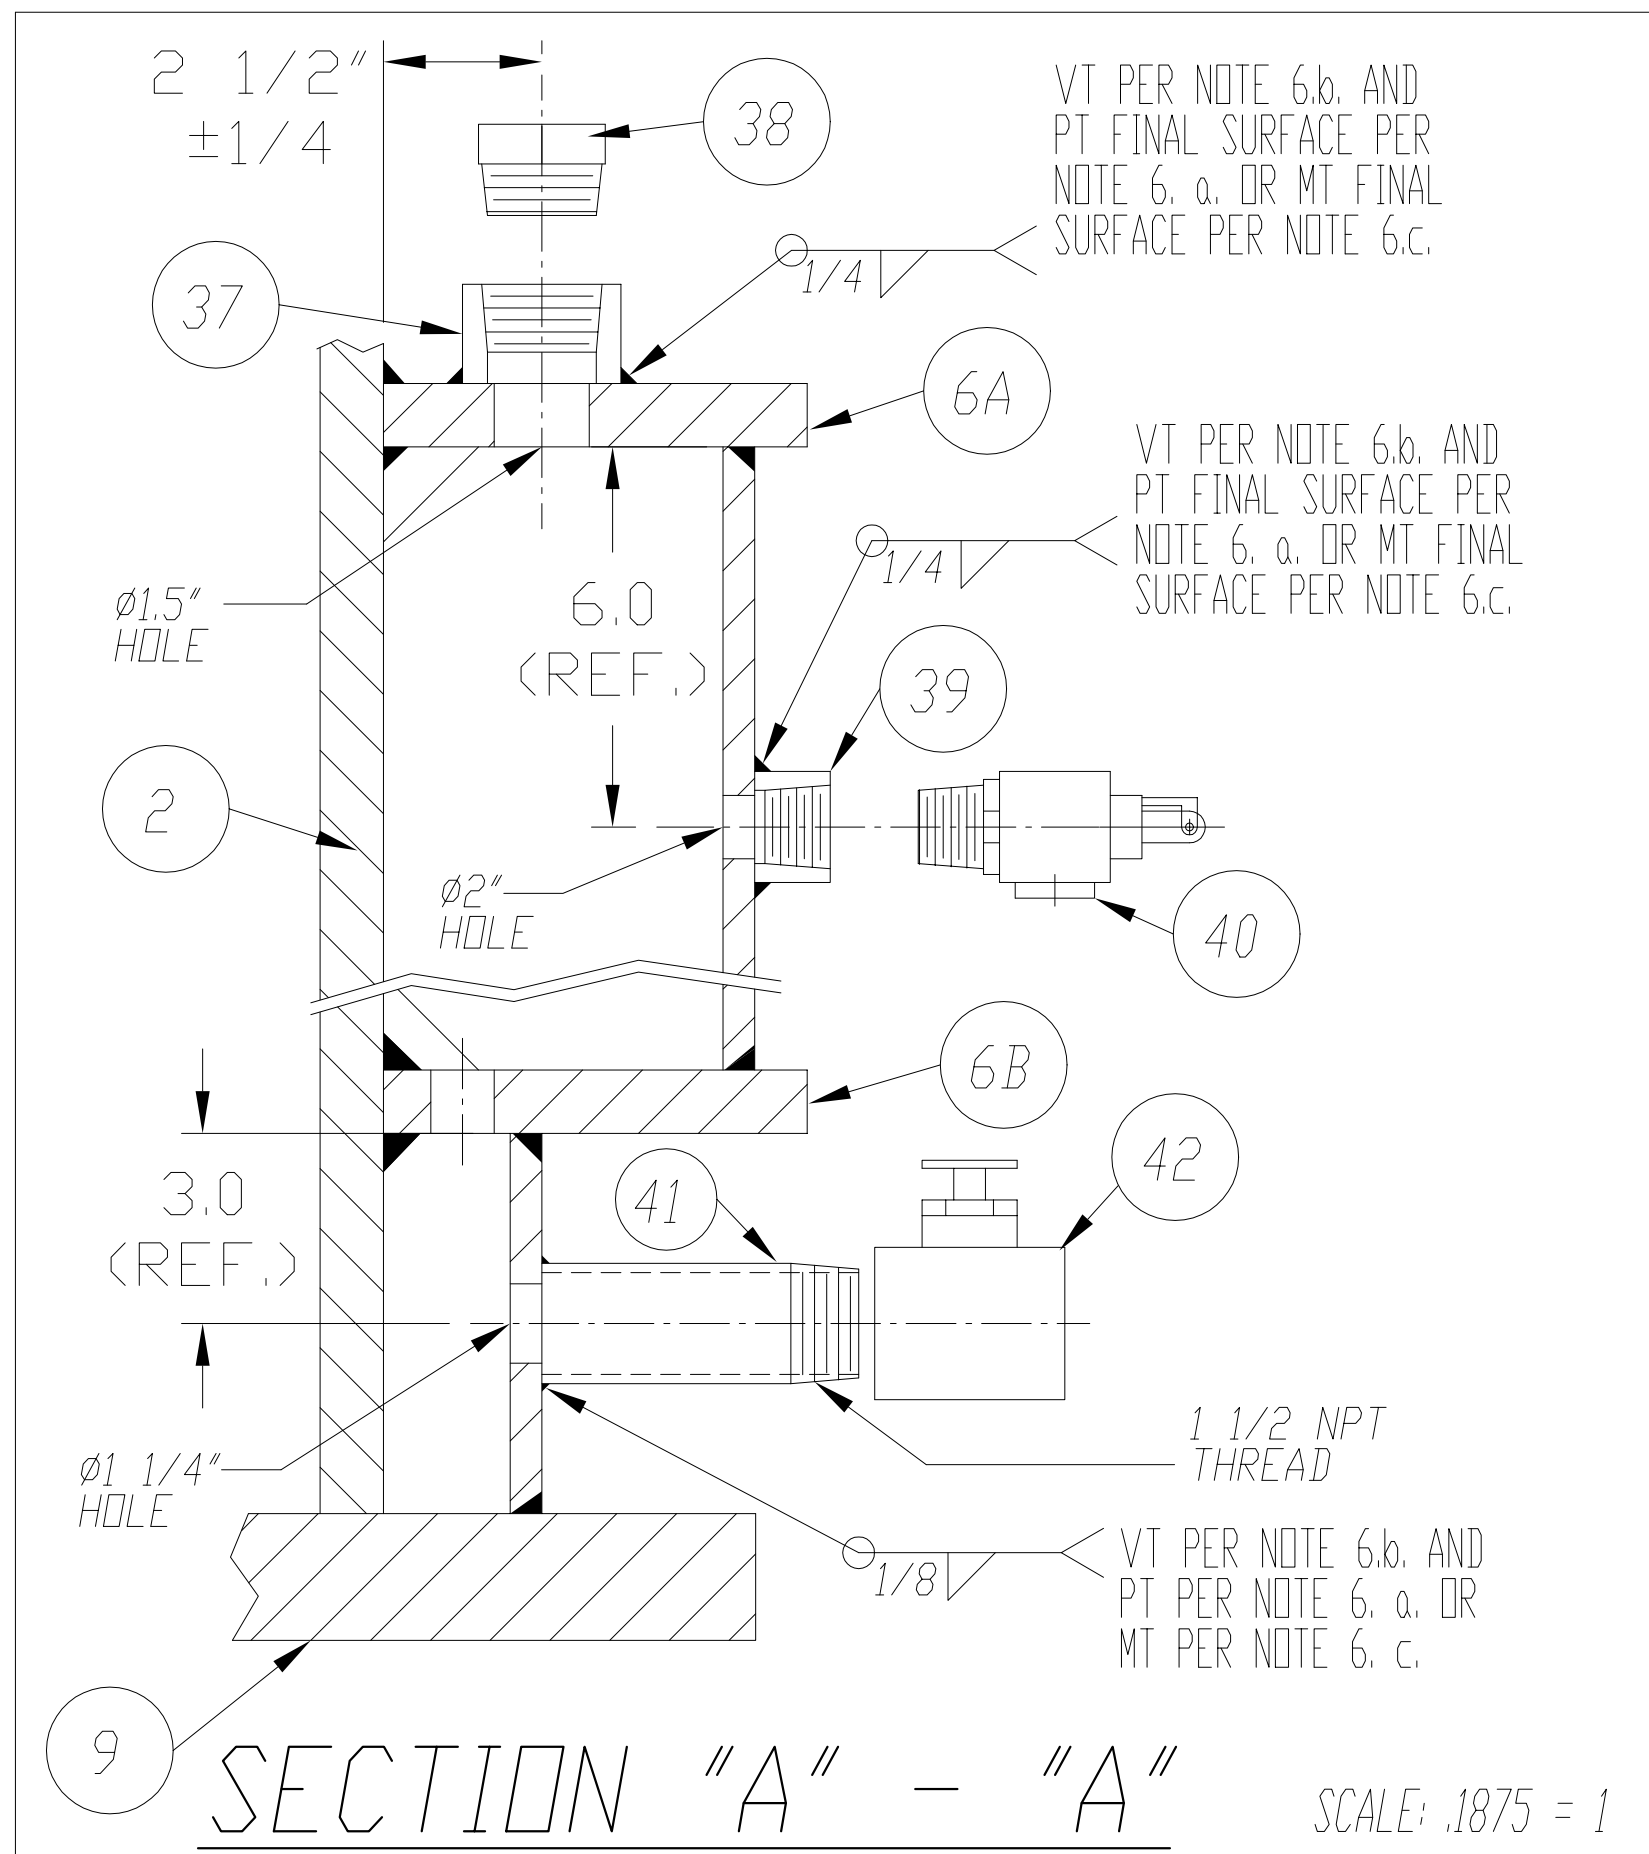 2 1/2"
±1/4
38
VT PER NOTE 6.b. AND
PT FINAL SURFACE PER
NOTE 6. a. OR MT FINAL
SURFACE PER NOTE 6.c.
1/4
37
6A
VT PER NOTE 6.b. AND
PT FINAL SURFACE PER
NOTE 6. a. OR MT FINAL
SURFACE PER NOTE 6.c.
1/4
ø1.5"
HOLE
6.0
(REF.)
39
2
ø2"
HOLE
40
6B
3.0
(REF.)
41
42
ø1 1/4"
HOLE
1 1/2 NPT
THREAD
1/8
VT PER NOTE 6.b. AND
PT PER NOTE 6. a. OR
MT PER NOTE 6. c.
9
SECTION "A" - "A"
SCALE: .1875 = 1